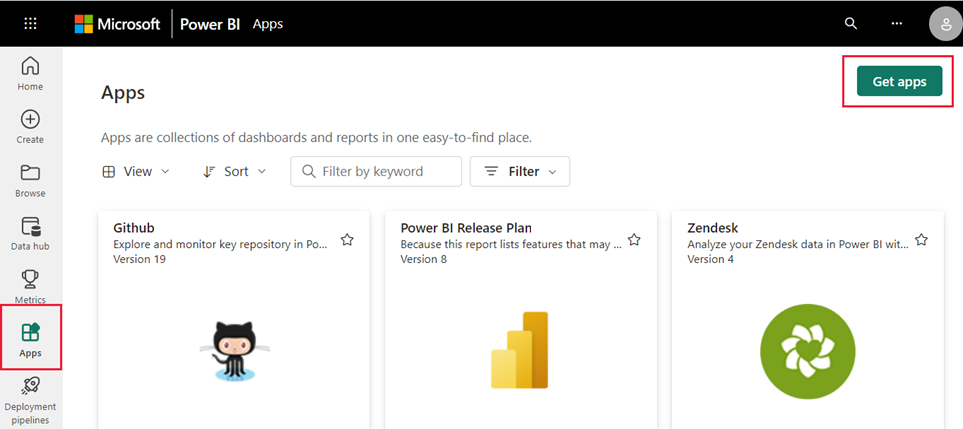 Microsoft Power BI Apps
Home
Create
Browse
Data hub
Metrics
Apps
Deployment
pipelines
Get apps
Apps
Apps are collections of dashboards and reports in one easy-to-find place.
View Sort Filter by keyword Filter
Github
Explore and monitor key repository in Po...
Version 19
Power BI Release Plan
Because this report lists features that may ...
Version 8
Zendesk
Analyze your Zendesk data in Power BI wit...
Version 4